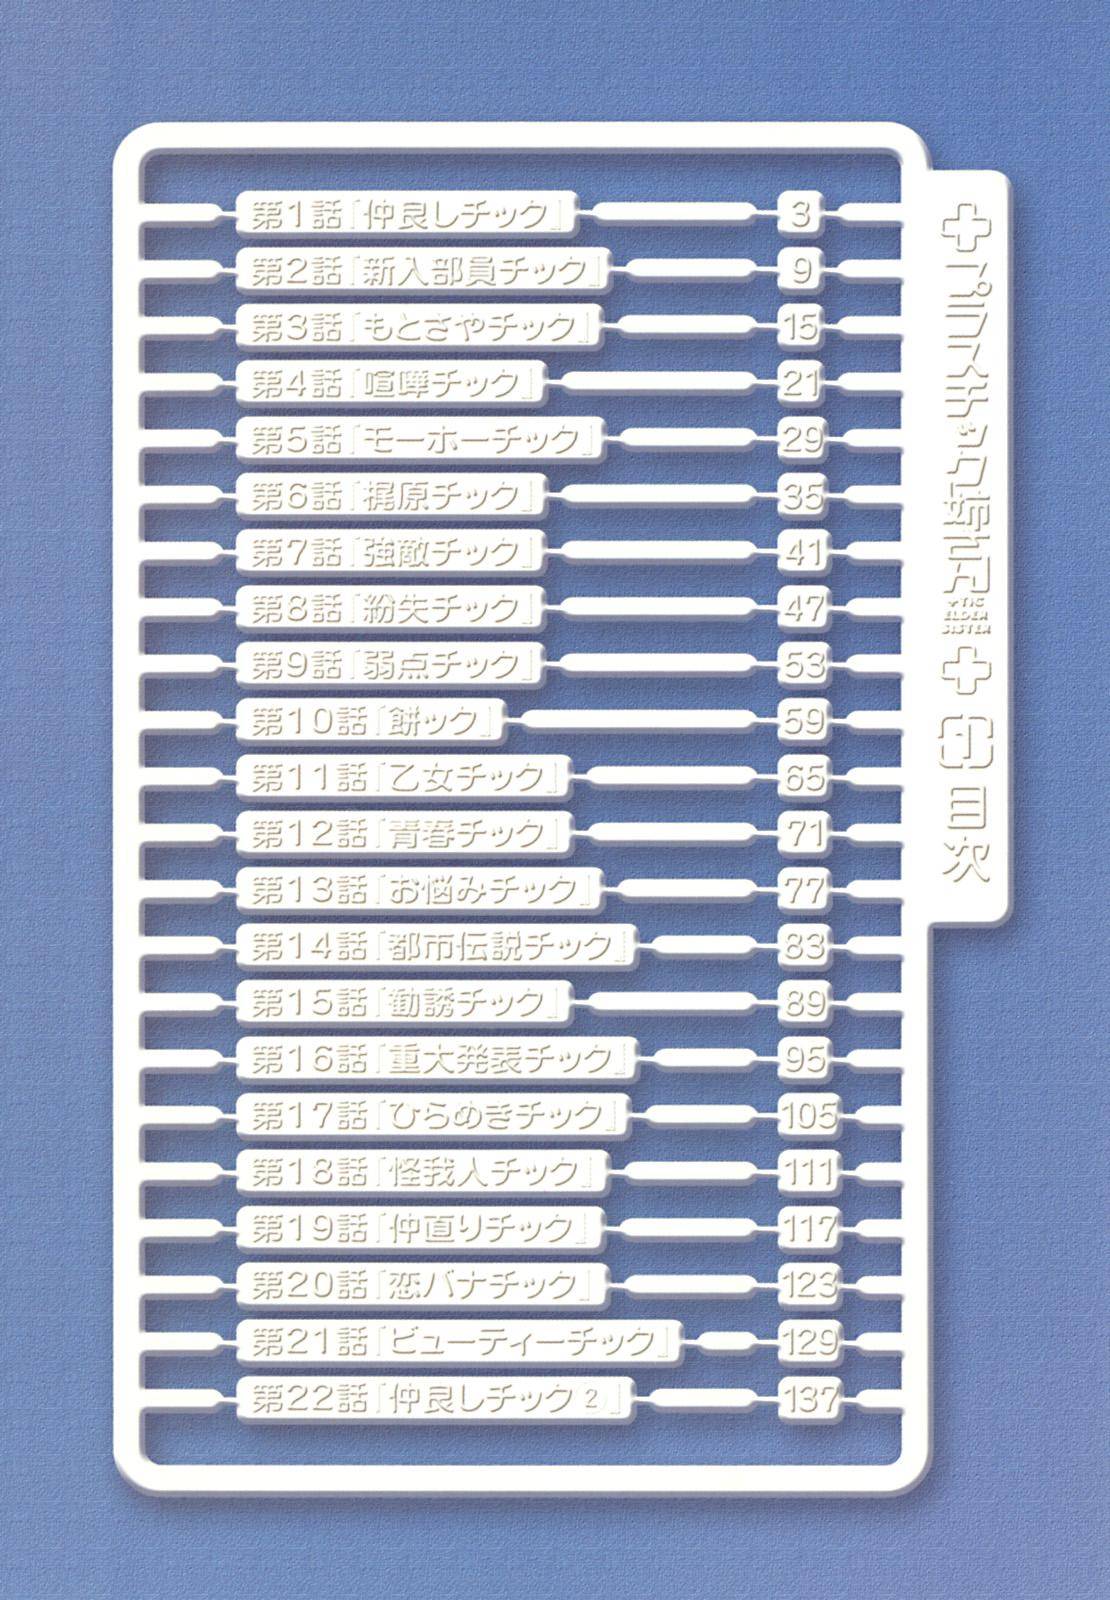 +プラスチック姉さん
+TIC
ELDER
SISTER
+ [1] 目次
第1話「仲良しチック」 3
第2話「新入部員チック」 9
第3話「もとさやチック」 15
第4話「喧嘩チック」 21
第5話「モーホーチック」 29
第6話「梶原チック」 35
第7話「強敵チック」 41
第8話「紛失チック」 47
第9話「弱点チック」 53
第10話「餅ック」 59
第11話「乙女チック」 65
第12話「青春チック」 71
第13話「お悩みチック」 77
第14話「都市伝説チック」 83
第15話「勧誘チック」 89
第16話「重大発表チック」 95
第17話「ひらめきチック」 105
第18話「怪我人チック」 111
第19話「仲直りチック」 117
第20話「恋バナチック」 123
第21話「ビューティーチック」 129
第22話「仲良しチック②」 137